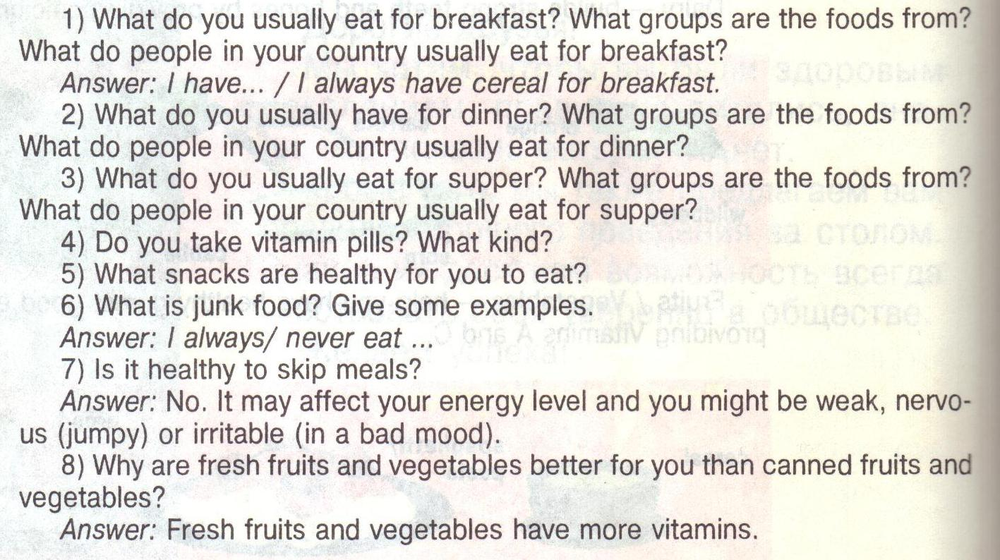 1) What do you usually eat for breakfast? What groups are the foods from?
What do people in your country usually eat for breakfast?
Answer: I have... / I always have cereal for breakfast.
2) What do you usually have for dinner? What groups are the foods from?
What do people in your country usually eat for dinner?
3) What do you usually eat for supper? What groups are the foods from?
What do people in your country usually eat for supper?
4) Do you take vitamin pills? What kind?
5) What snacks are healthy for you to eat?
6) What is junk food? Give some examples.
Answer: I always/ never eat ...
7) Is it healthy to skip meals?
Answer: No. It may affect your energy level and you might be weak, nervo-
us (jumpy) or irritable (in a bad mood).
8) Why are fresh fruits and vegetables better for you than canned fruits and
vegetables?
Answer: Fresh fruits and vegetables have more vitamins.